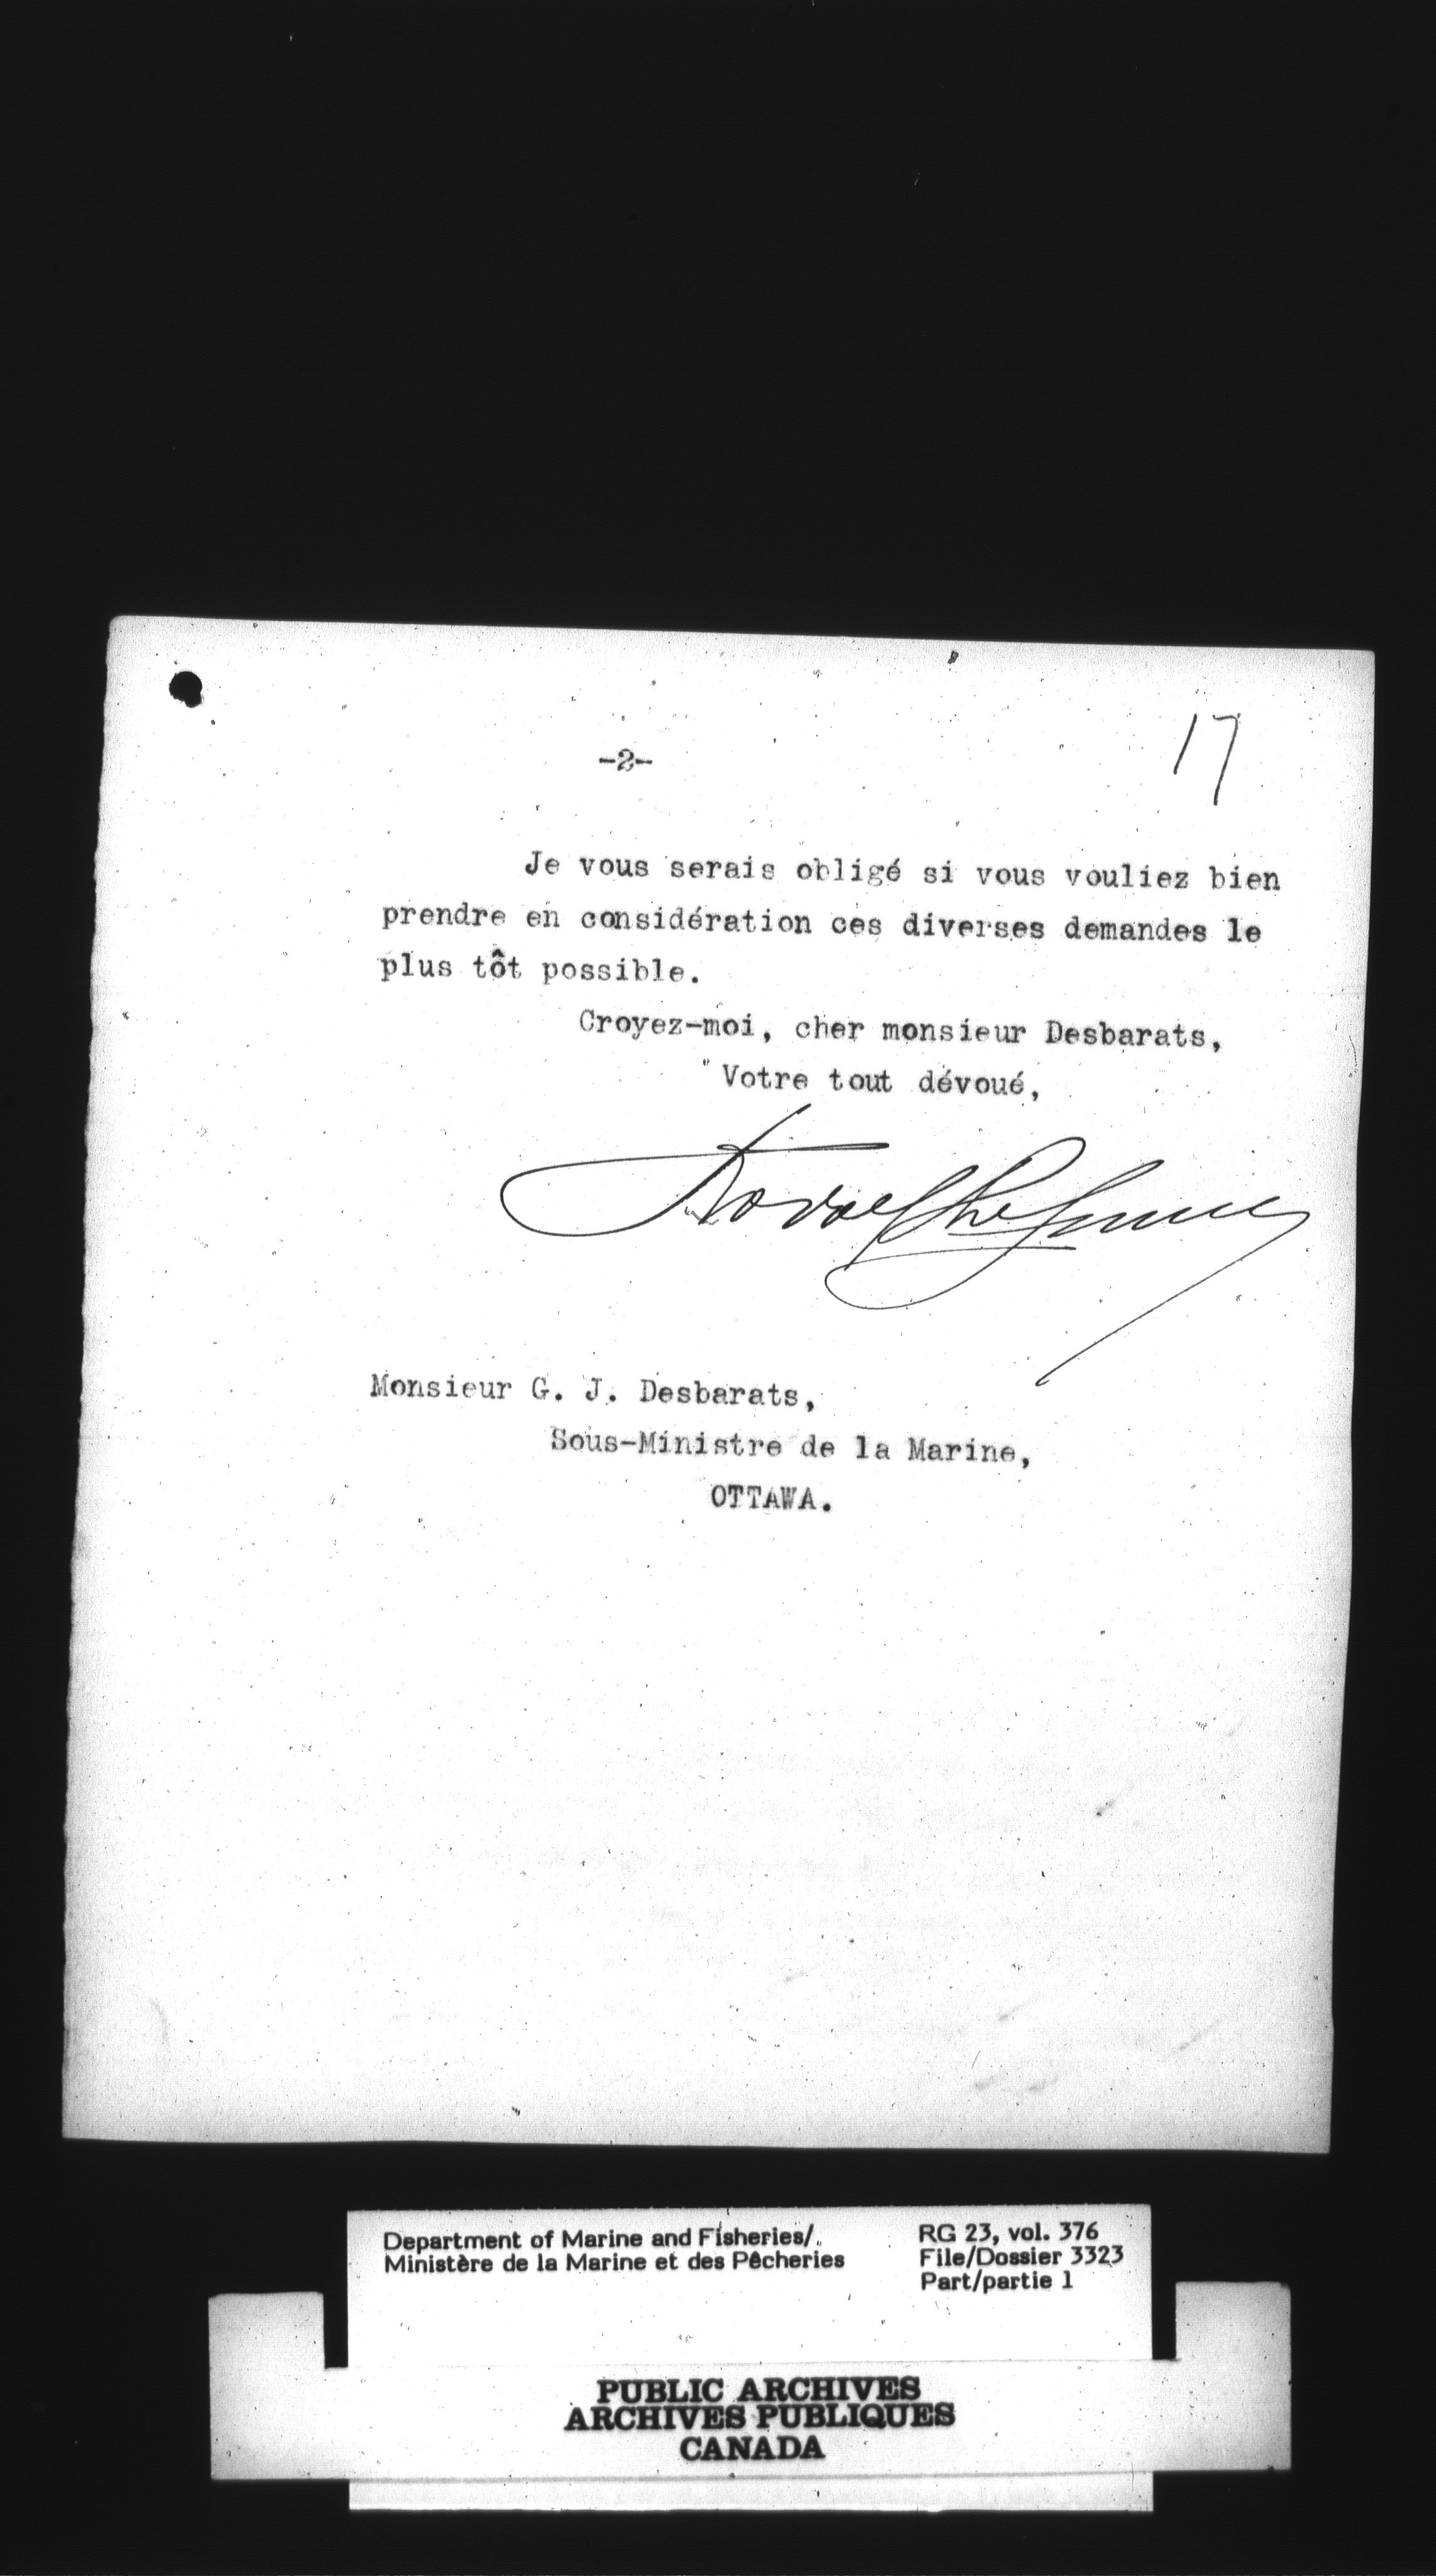 -2-
17
Je vous serais obligé si vous vouliez bien
prendre en considération ces diverses demandes le
plus tôt possible.
Croyez-moi, cher monsieur Desbarats,
Votre tout dévoué,
Monsieur G. J. Desbarats,
Sous-Ministre de la Marine,
OTTAWA.
Department of Marine and Fisheries/
Ministère de la Marine et des Pêcheries
RG 23, vol. 376
File/Dossier 3323
Part/partie 1
PUBLIC ARCHIVES
ARCHIVES PUBLIQUES
CANADA